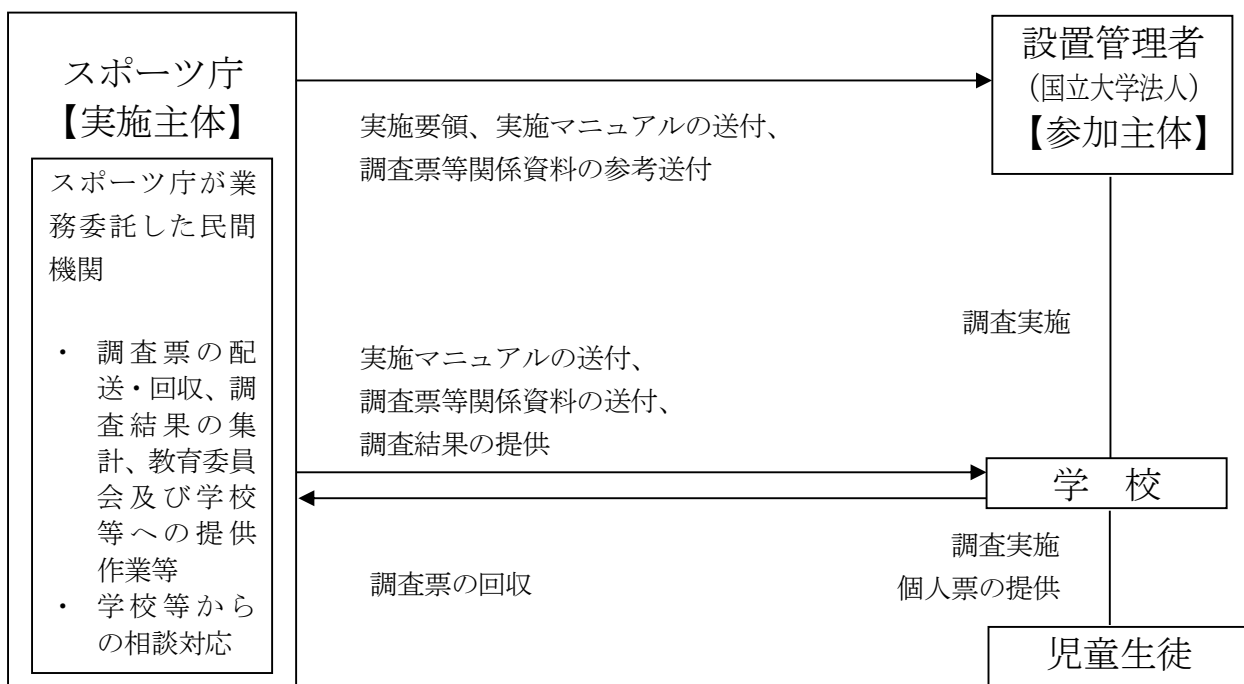 スポーツ庁
【実施主体】
スポーツ庁が業
務委託した民間
機関
・ 調査票の配
送・回収、調
査結果の集
計、教育委員
会及び学校
等への提供
作業等
・ 学校等から
の相談対応
実施要領、実施マニュアルの送付、
調査票等関係資料の参考送付
実施マニュアルの送付、
調査票等関係資料の送付、
調査結果の提供
調査票の回収
設置管理者
（国立大学法人）
【参加主体】
調査実施
学 校
調査実施
個人票の提供
児童生徒